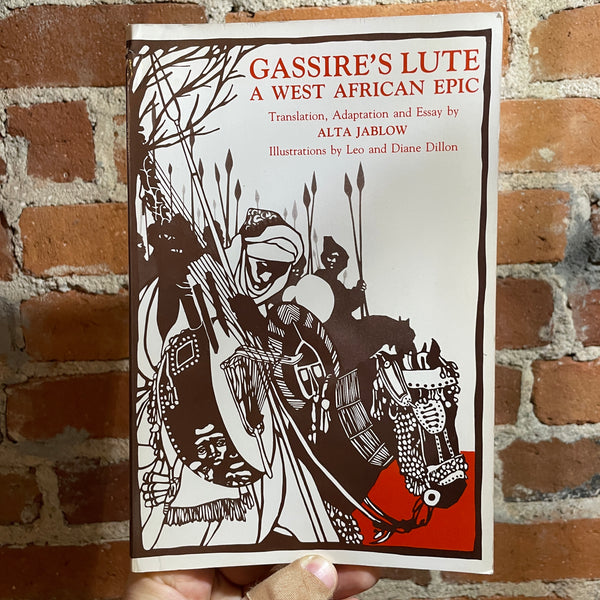 GASSIRE'S LUTE
A WEST AFRICAN EPIC
Translation, Adaptation and Essay by
ALTA JABLOW
Illustrations by Leo and Diane Dillon